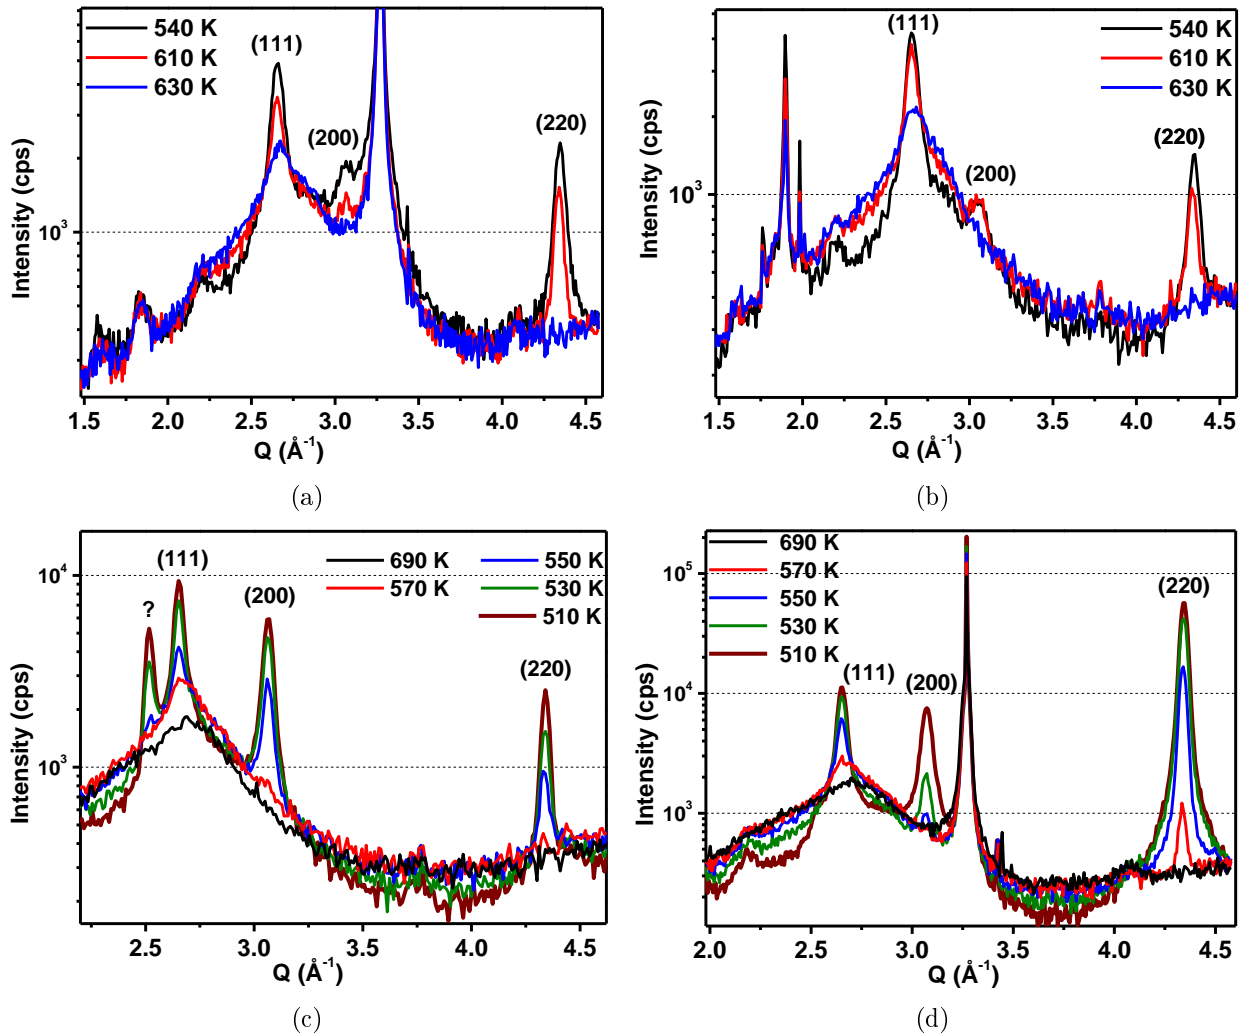 540 K
610 K
630 K
(111)
(200)
(220)
10³
Intensity (cps)
1.5 2.0 2.5 3.0 3.5 4.0 4.5
Q (Å⁻¹)
(a)
540 K
610 K
630 K
(111)
(200)
(220)
10³
Intensity (cps)
1.5 2.0 2.5 3.0 3.5 4.0 4.5
Q (Å⁻¹)
(b)
690 K
570 K
550 K
530 K
510 K
?
(111)
(200)
(220)
10⁴
10³
Intensity (cps)
2.5 3.0 3.5 4.0 4.5
Q (Å⁻¹)
(c)
690 K
570 K
550 K
530 K
510 K
(111)
(200)
(220)
10⁵
10⁴
10³
Intensity (cps)
2.0 2.5 3.0 3.5 4.0 4.5
Q (Å⁻¹)
(d)